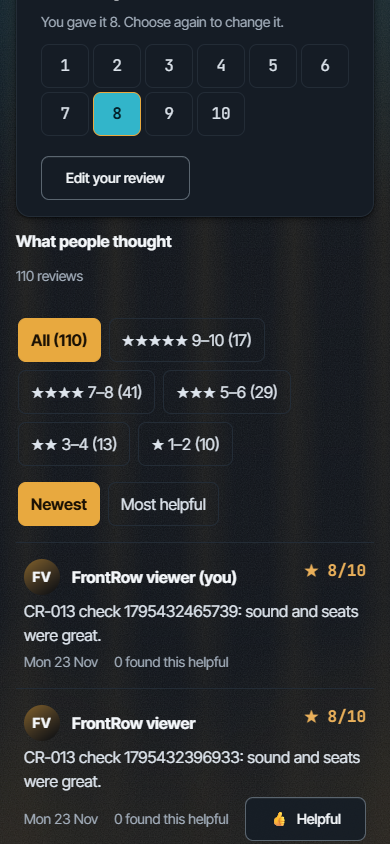 You gave it 8. Choose again to change it.
1 2 3 4 5 6
7 8 9 10
Edit your review
What people thought
110 reviews
All (110) ★★★★★ 9–10 (17)
★★★★ 7–8 (41) ★★★ 5–6 (29)
★★ 3–4 (13) ★ 1–2 (10)
Newest Most helpful
FV FrontRow viewer (you) ★ 8/10
CR-013 check 1795432465739: sound and seats
were great.
Mon 23 Nov 0 found this helpful
FV FrontRow viewer ★ 8/10
CR-013 check 1795432396933: sound and seats
were great.
Mon 23 Nov 0 found this helpful 👍 Helpful